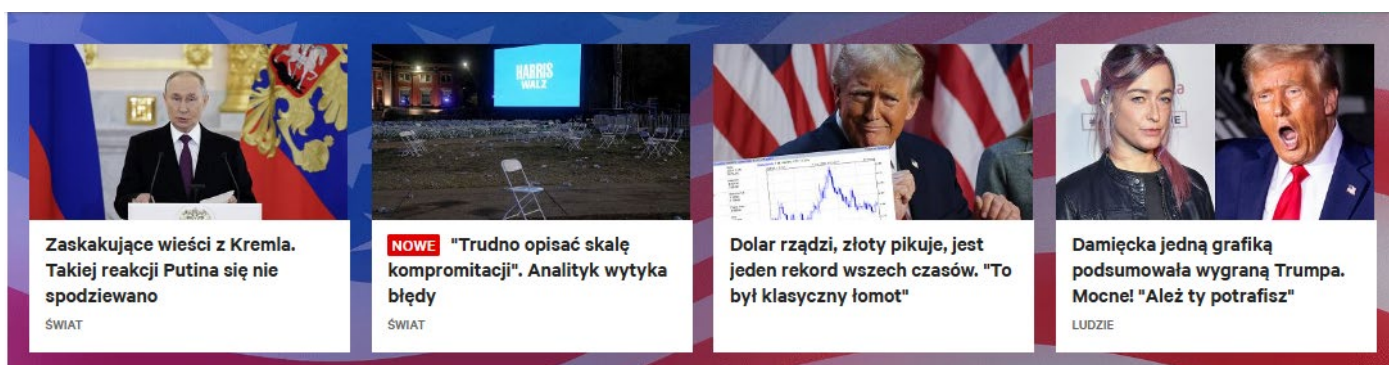 HARRIS
WALZ
Zaskakujące wieści z Kremla.
Takiej reakcji Putina się nie
spodziewano
ŚWIAT
NOWE "Trudno opisać skalę
kompromitacji". Analityk wytyka
błędy
ŚWIAT
Dolar rządzi, złoty pikuje, jest
jeden rekord wszech czasów. "To
był klasyczny łomot"
Damięcka jedną grafiką
podsumowała wygraną Trumpa.
Mocne! "Ależ ty potrafisz"
LUDZIE